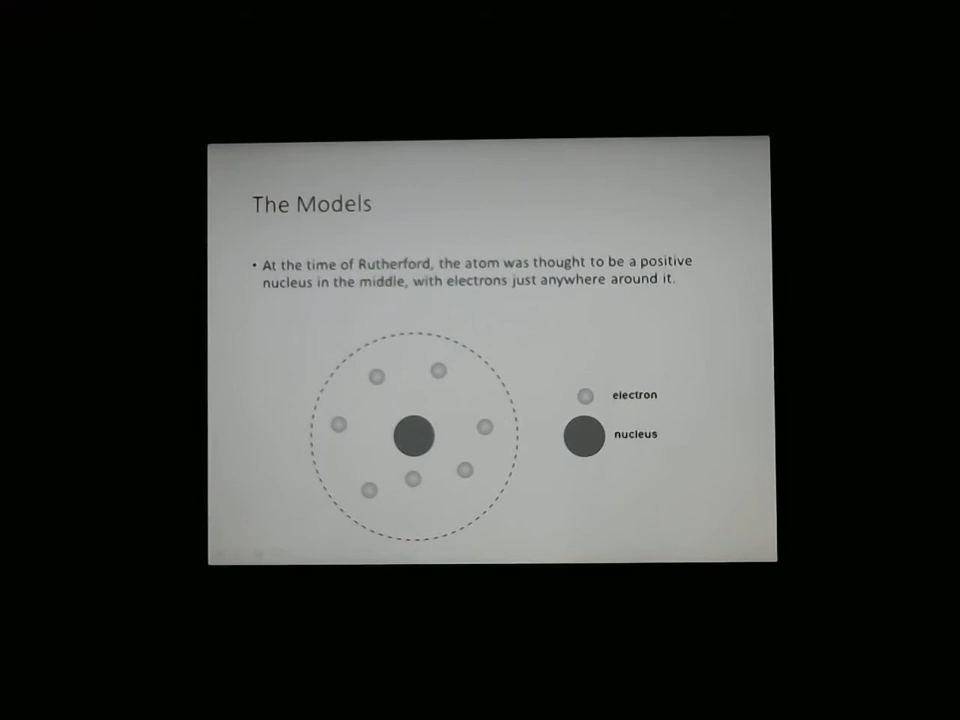 The Models
• At the time of Rutherford, the atom was thought to be a positive
nucleus in the middle, with electrons just anywhere around it.
electron
nucleus